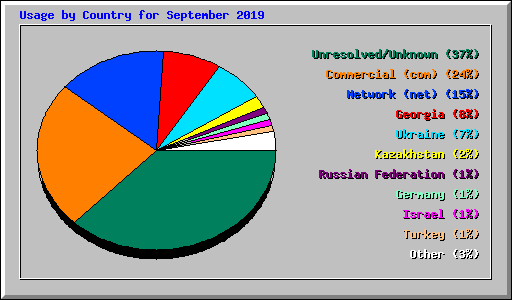 Usage by Country for September 2019
Unresolved/Unknown (37%)
Commercial (com) (24%)
Network (net) (15%)
Georgia (8%)
Ukraine (7%)
Kazakhstan (2%)
Russian Federation (1%)
Germany (1%)
Israel (1%)
Turkey (1%)
Other (3%)